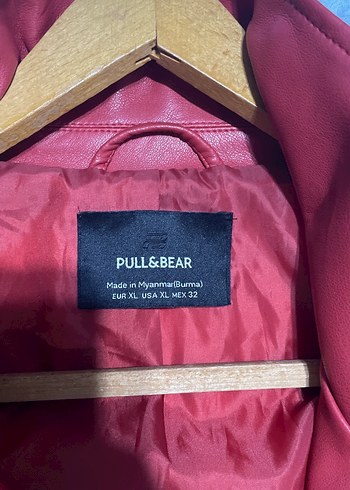 PULL&BEAR
Made in Myanmar(Burma)
EUR XL USA XL MEX 32